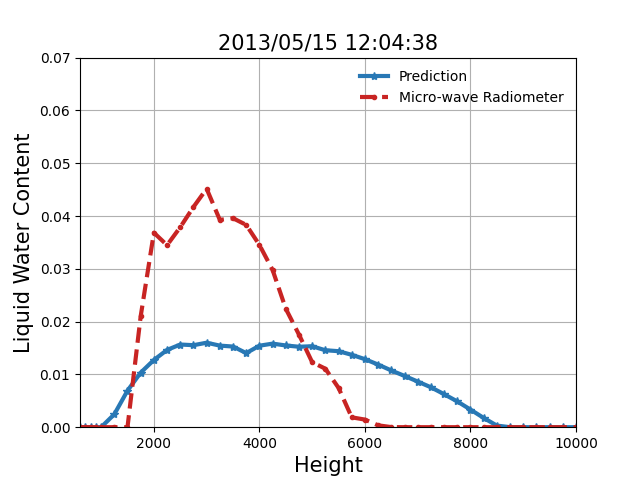 2013/05/15 12:04:38
0.07
0.06
0.05
0.04
0.03
0.02
0.01
0.00
Liquid Water Content
Prediction
Micro-wave Radiometer
2000 4000 6000 8000 10000
Height